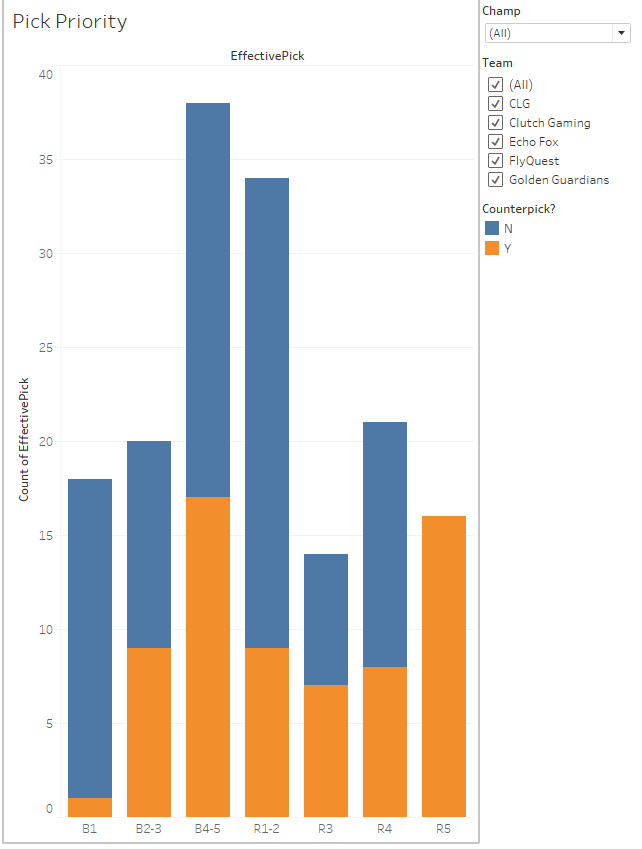 Pick Priority
EffectivePick
40
35
30
25
20
15
10
5
0
Count of EffectivePick
B1 B2-3 B4-5 R1-2 R3 R4 R5
Champ
(All)
Team
(All)
CLG
Clutch Gaming
Echo Fox
FlyQuest
Golden Guardians
Counterpick?
N
Y